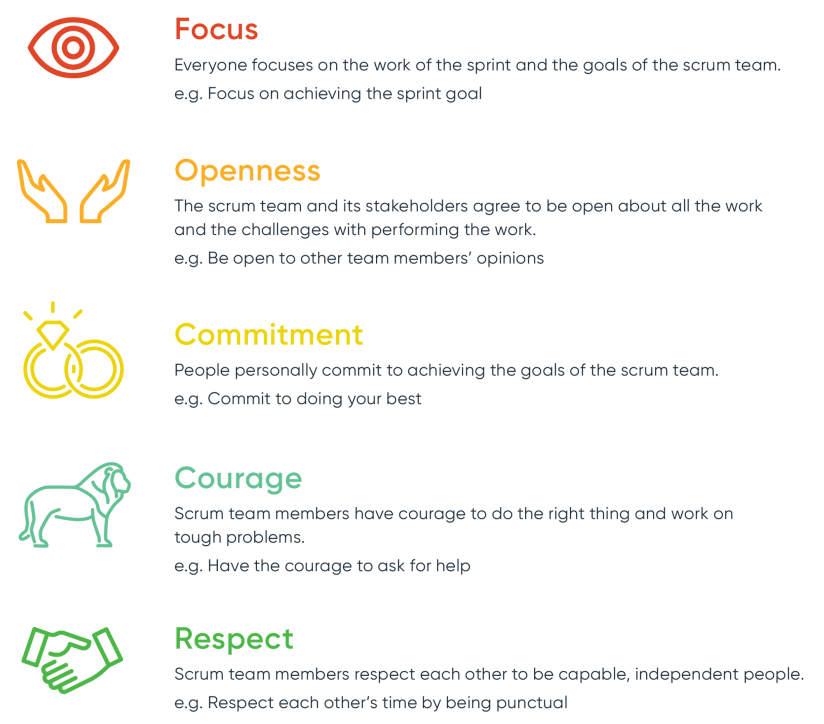 Focus
Everyone focuses on the work of the sprint and the goals of the scrum team.
e.g. Focus on achieving the sprint goal
Openness
The scrum team and its stakeholders agree to be open about all the work
and the challenges with performing the work.
e.g. Be open to other team members’ opinions
Commitment
People personally commit to achieving the goals of the scrum team.
e.g. Commit to doing your best
Courage
Scrum team members have courage to do the right thing and work on
tough problems.
e.g. Have the courage to ask for help
Respect
Scrum team members respect each other to be capable, independent people.
e.g. Respect each other’s time by being punctual